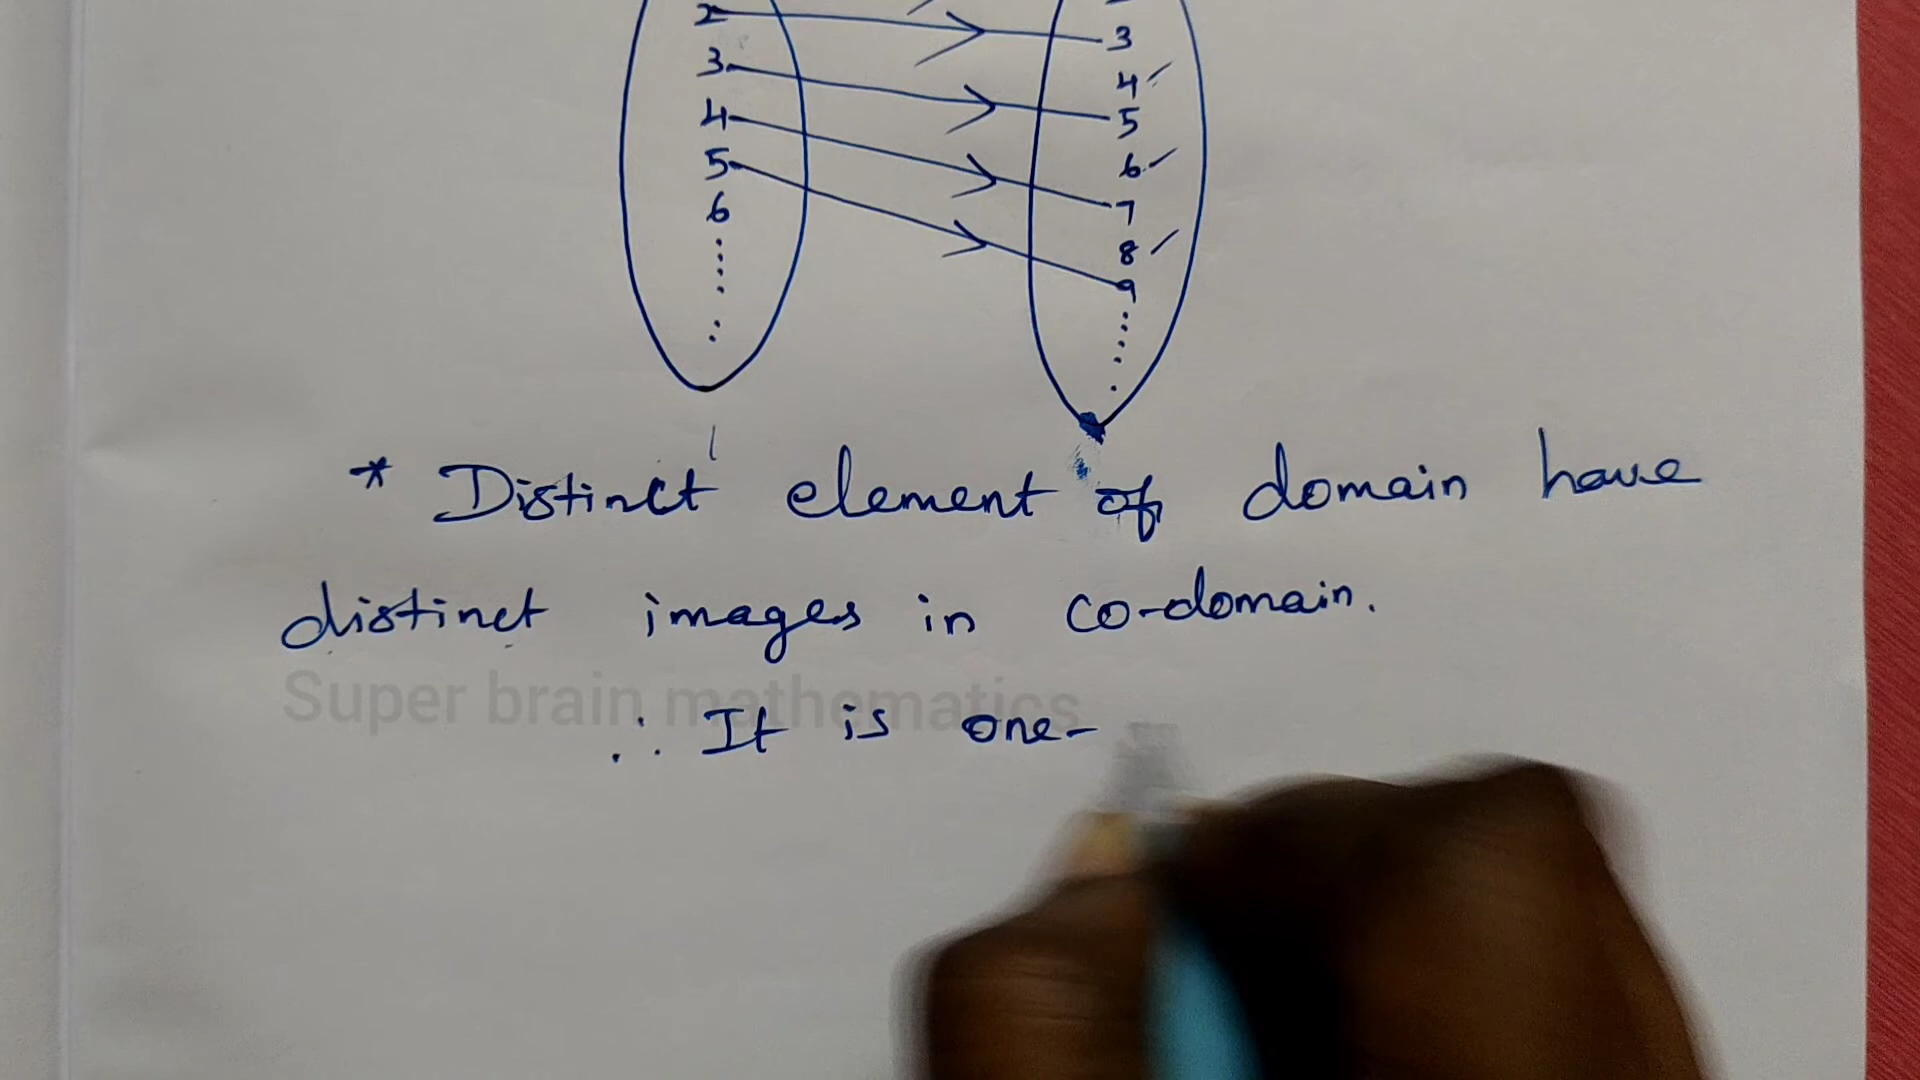 2 3
3 4
4 5
5 6
6 7
8
9
* Distinct element of domain have
distinct images in co-domain.
Super brain mathematics
∴ It is one-